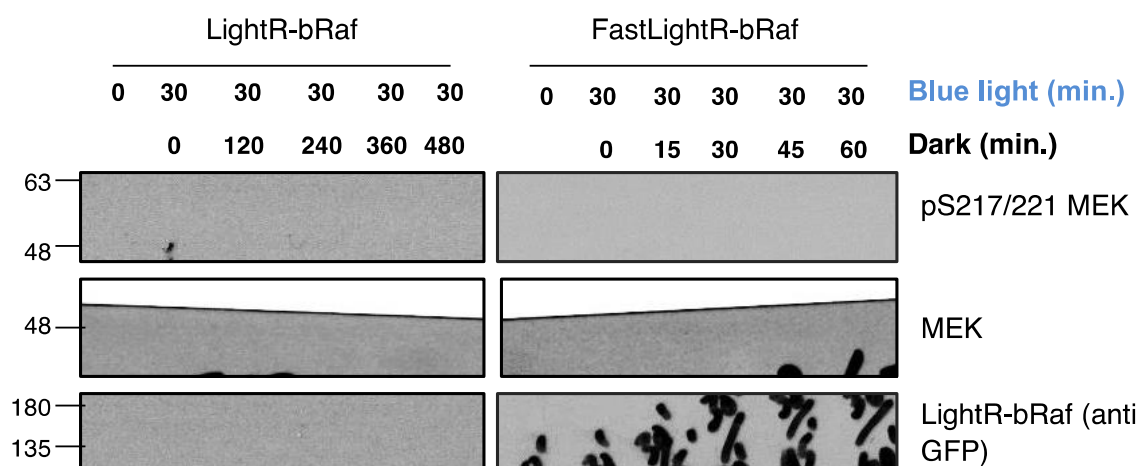 LightR-bRaf FastLightR-bRaf
0 30 30 30 30 30 0 30 30 30 30 30 Blue light (min.)
0 120 240 360 480 0 15 30 45 60 Dark (min.)
63
pS217/221 MEK
48
48
MEK
180
LightR-bRaf (anti
135
GFP)